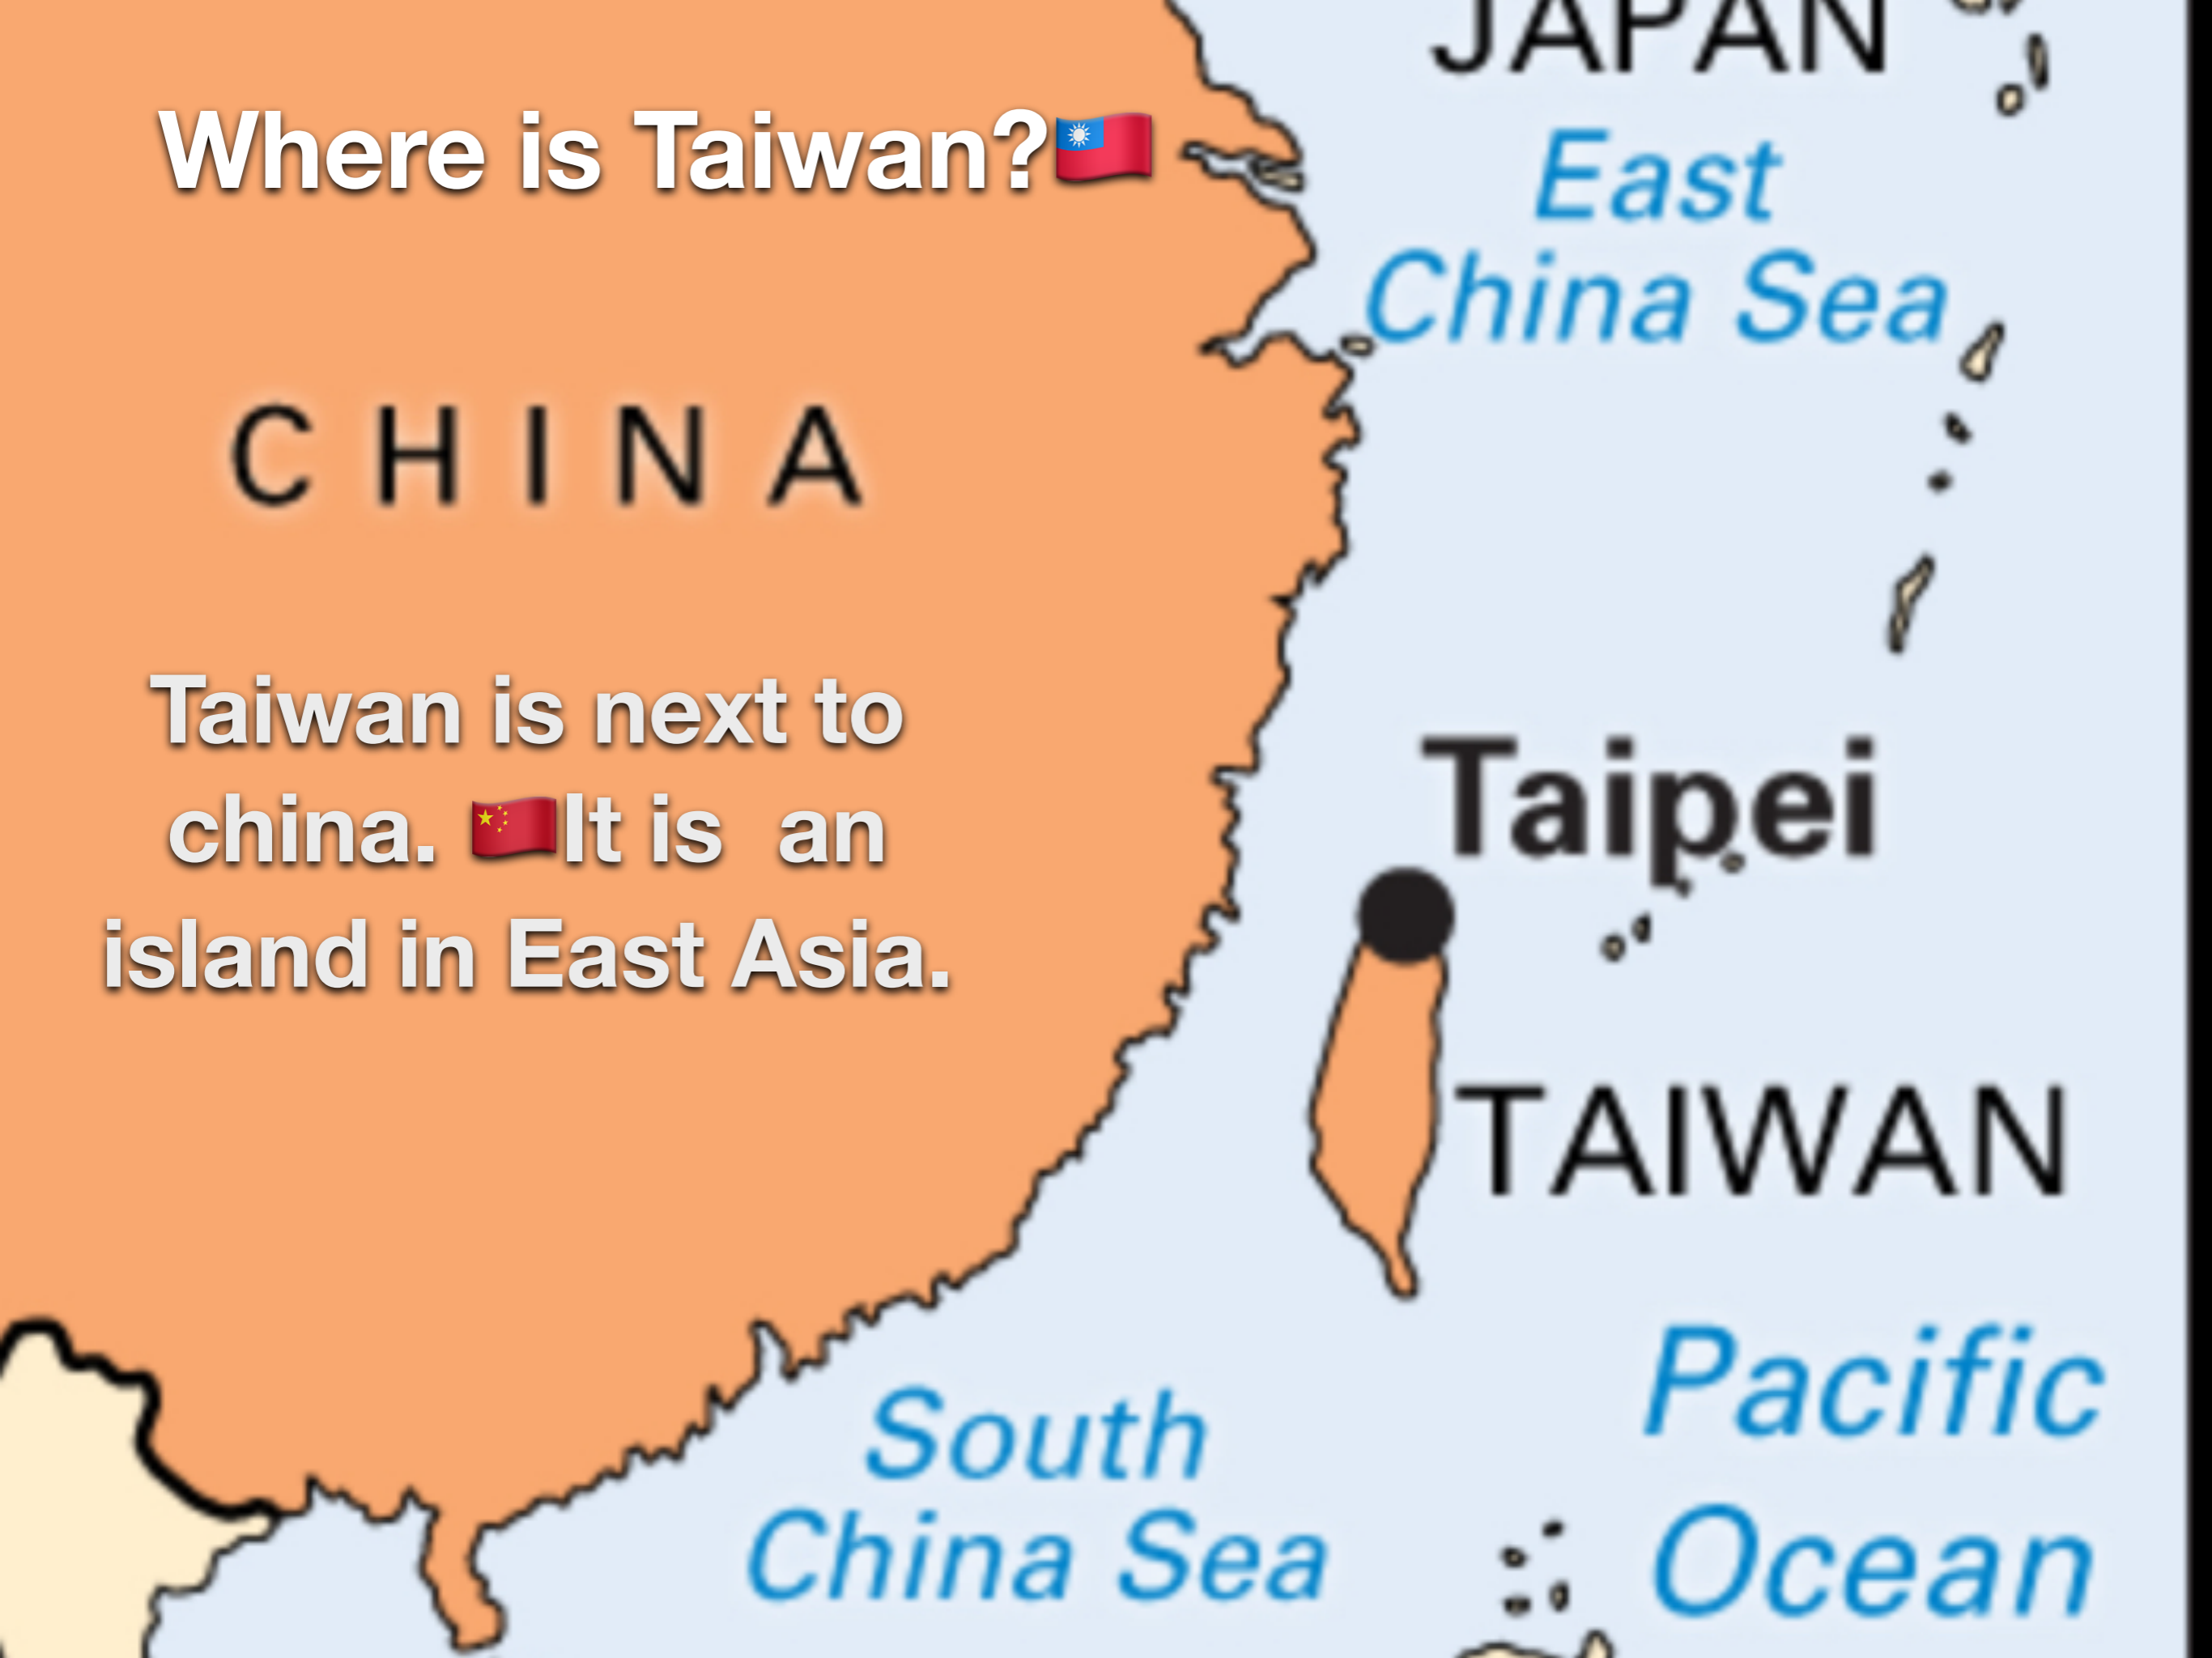 JAPAN
Where is Taiwan?🇹🇼
East
China Sea
CHINA
Taiwan is next to
china. 🇨🇳It is  an
island in East Asia.
Taipei
TAIWAN
Pacific
Ocean
South
China Sea